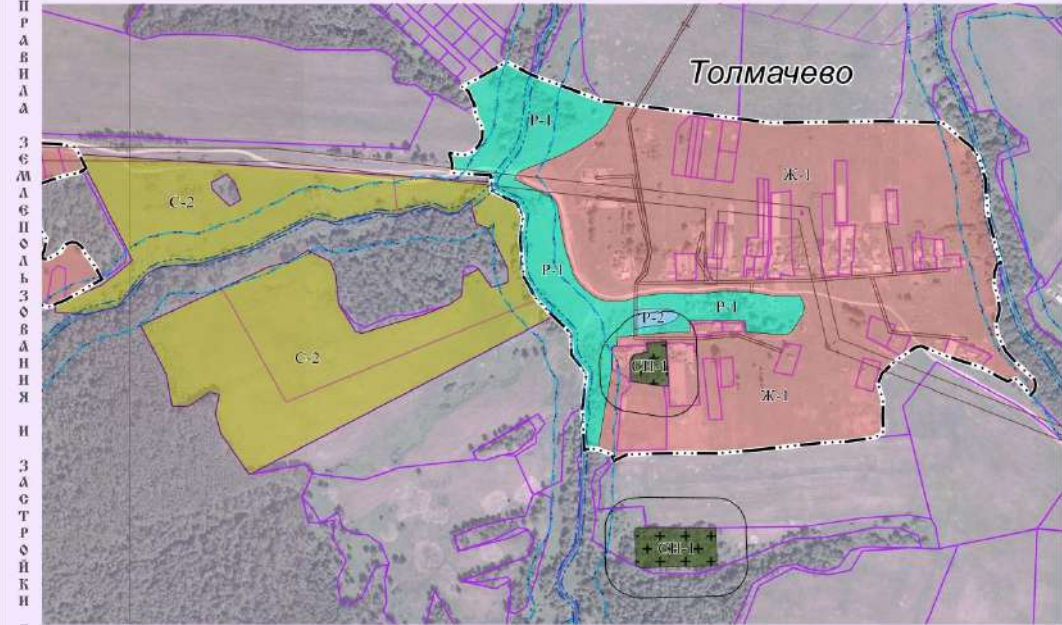 ПРАВИЛА ЗЕМЛЕПОЛЬЗОВАНИЯ И ЗАСТРОЙКИ
Толмачево
Р-1
Ж-1
С-2
Р-1
Р-1
Р-2
С-2
СН-1
Ж-1
СН-1